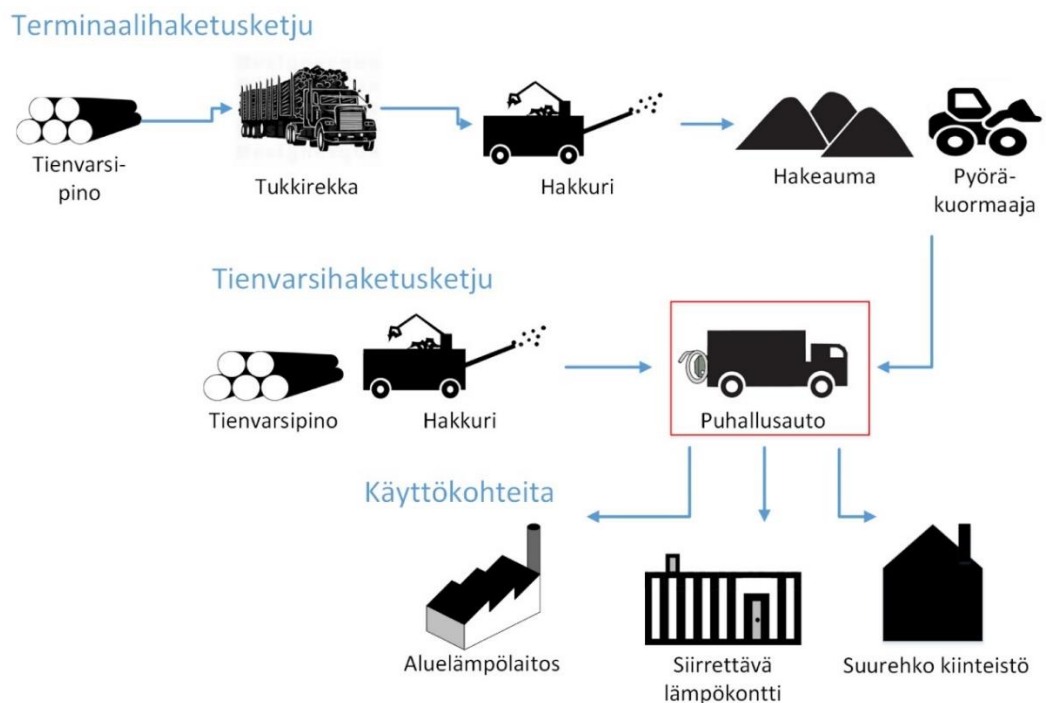 Terminaalihaketusketju
Tienvarsi-
pino
Tukkirekka
Hakkuri
Hakeauma
Pyörä-
kuormaaja
Tienvarsihaketusketju
Tienvarsipino
Hakkuri
Puhallusauto
Käyttökohteita
Aluelämpölaitos
Siirrettävä
lämpökontti
Suurehko kiinteistö